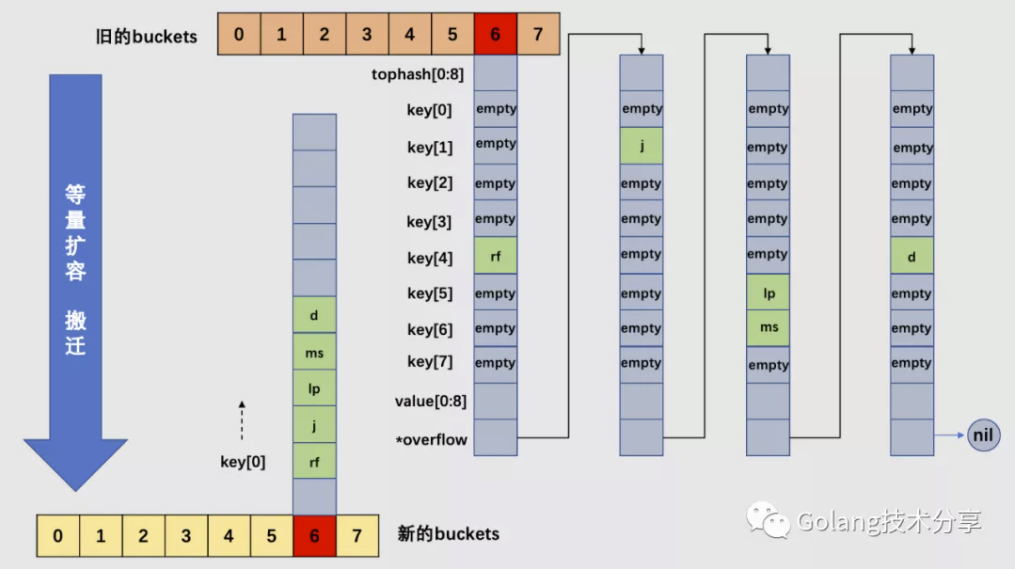 旧的buckets
0 1 2 3 4 5 6 7
tophash[0:8]
key[0] empty empty empty empty
key[1] empty j empty empty
key[2] empty empty empty empty
key[3] empty empty empty empty
key[4] rf empty empty d
key[5] empty empty lp empty
key[6] empty empty ms empty
key[7] empty empty empty empty
value[0:8]
*overflow
nil
等量扩容 搬迁
d
ms
lp
j
rf
key[0]
0 1 2 3 4 5 6 7
新的buckets
Golang技术分享